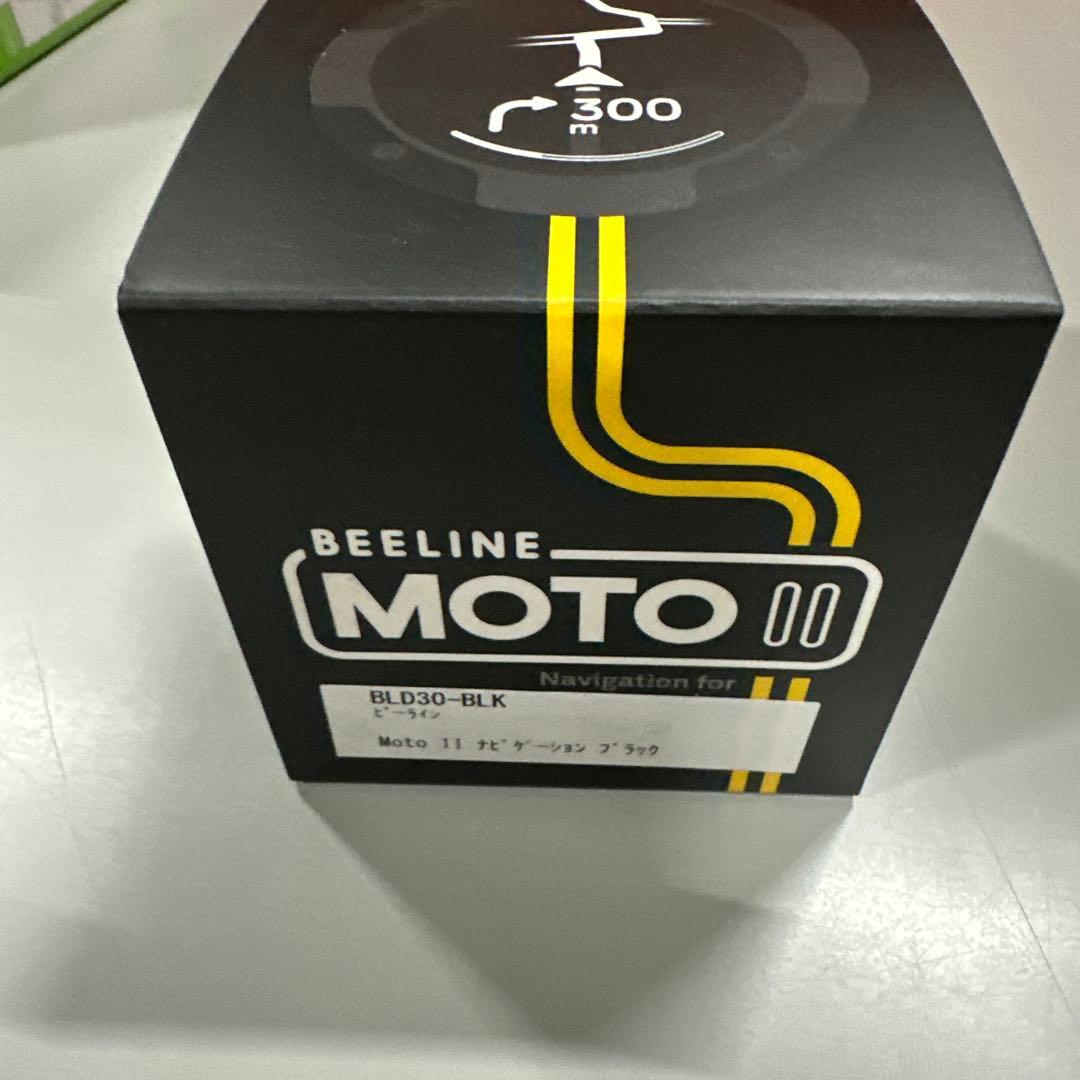 300
m
BEELINE
MOTO II
Navigation for
BLD30-BLK
ビーライン
Moto II ナビゲーション ブラック